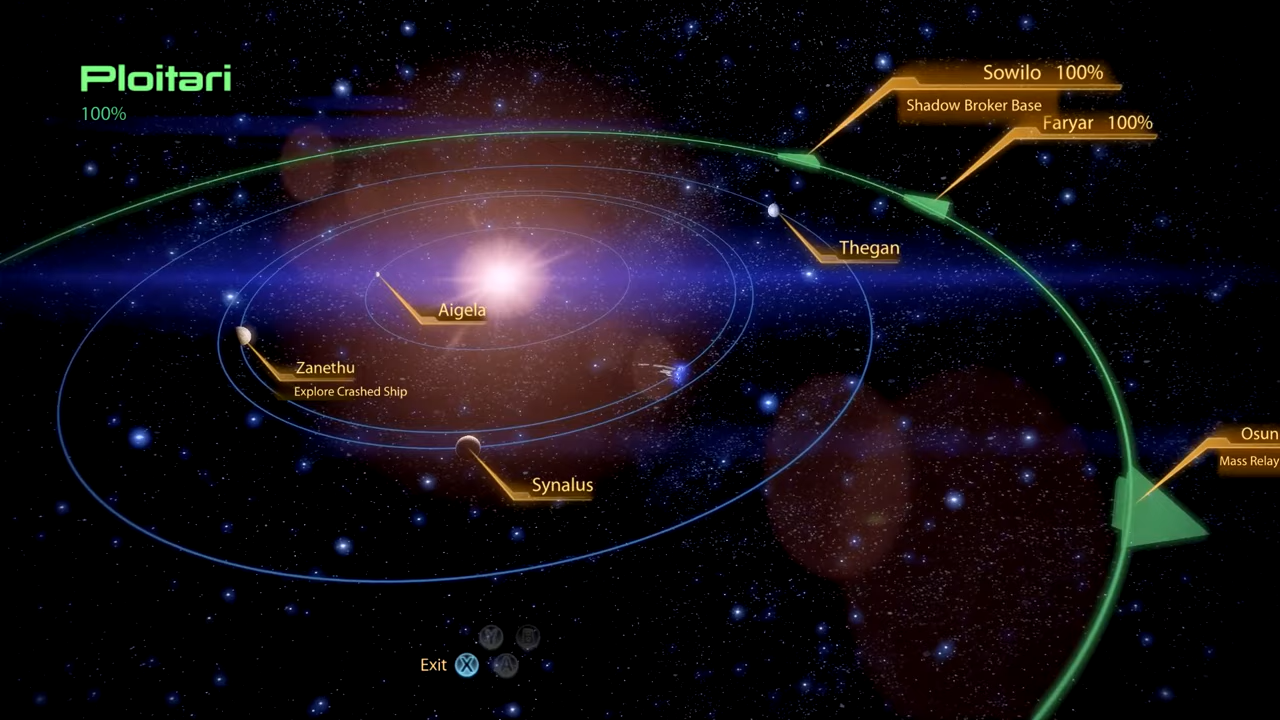 Ploitari
100%
Sowilo 100%
Shadow Broker Base
Faryar 100%
Thegan
Aigela
Zanethu
Explore Crashed Ship
Synalus
Osun
Mass Relay
Y B
Exit X A